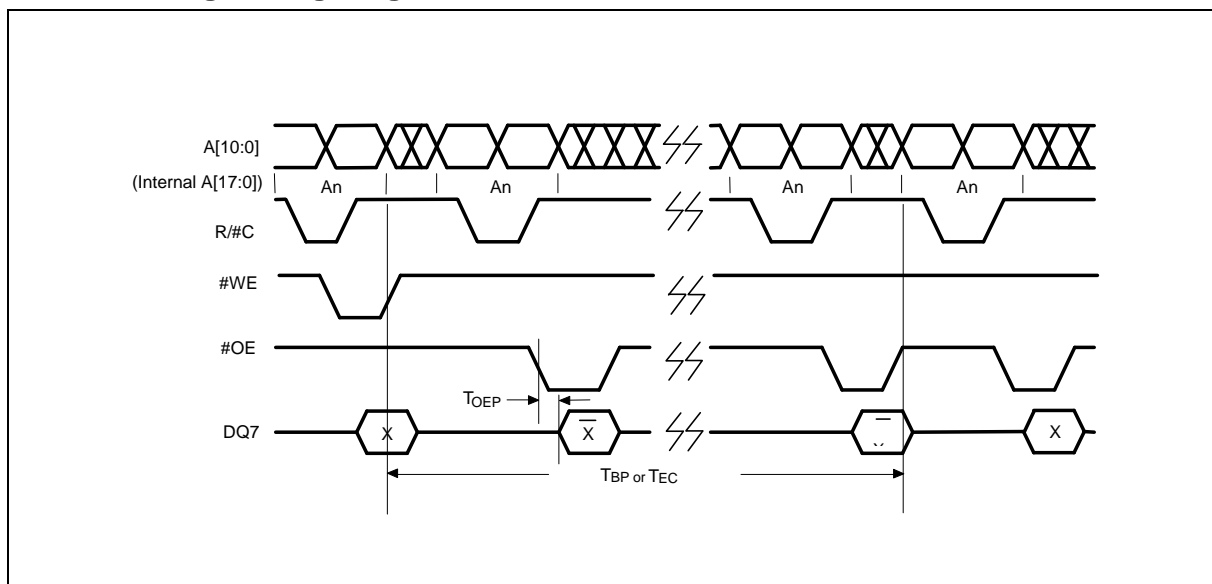 A[10:0]
(Internal A[17:0])
An An An An
R/#C
#WE
#OE
TOEP
DQ7
X X̅ X
TBP or TEC